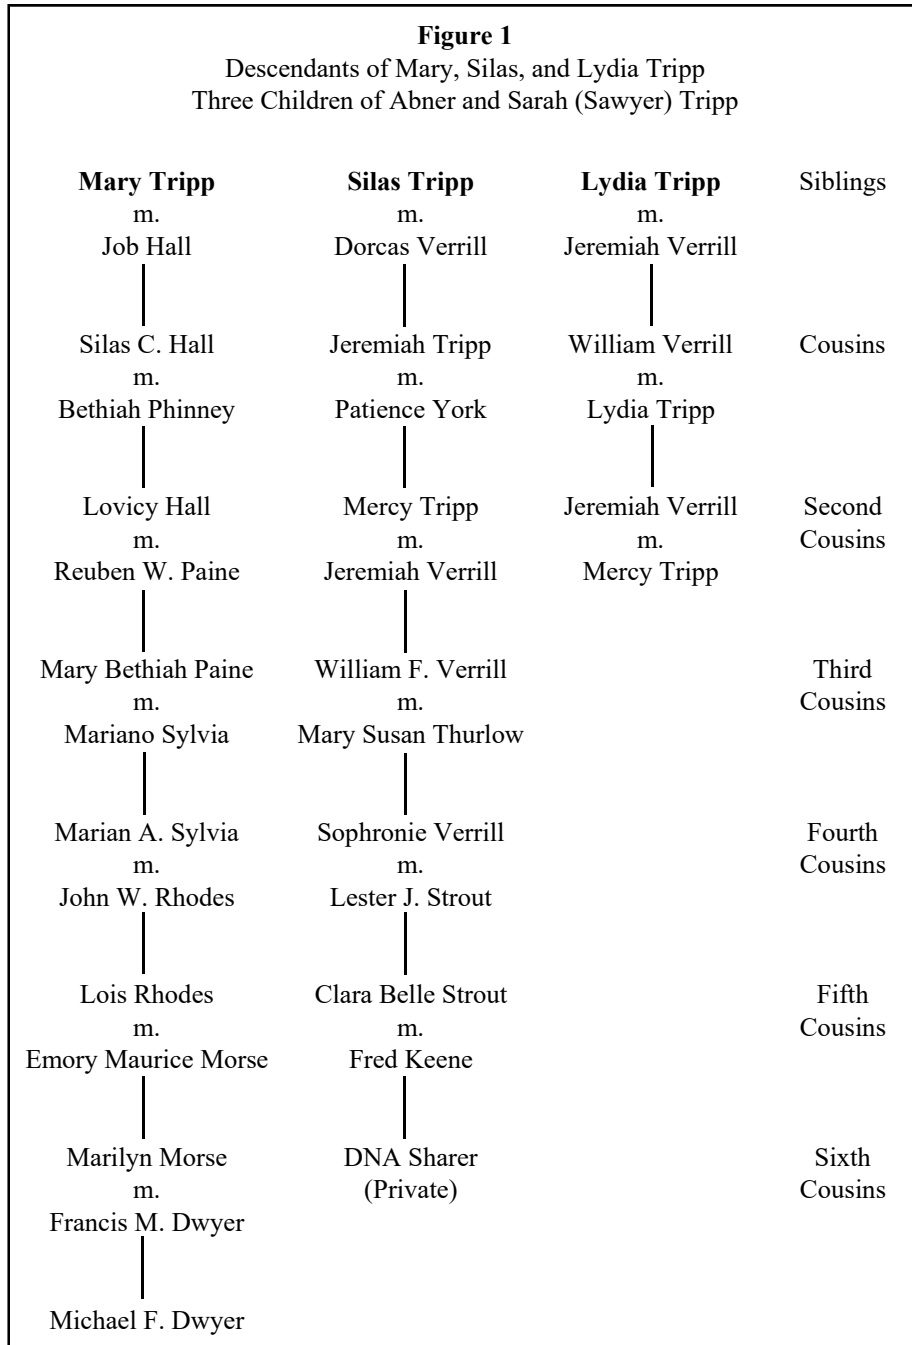 Figure 1
Descendants of Mary, Silas, and Lydia Tripp
Three Children of Abner and Sarah (Sawyer) Tripp
Mary Tripp Silas Tripp Lydia Tripp Siblings
m. m. m.
Job Hall Dorcas Verrill Jeremiah Verrill
Silas C. Hall Jeremiah Tripp William Verrill Cousins
m. m. m.
Bethiah Phinney Patience York Lydia Tripp
Lovicy Hall Mercy Tripp Jeremiah Verrill Second
m. m. m. Cousins
Reuben W. Paine Jeremiah Verrill Mercy Tripp
Mary Bethiah Paine William F. Verrill Third
m. m. Cousins
Mariano Sylvia Mary Susan Thurlow
Marian A. Sylvia Sophronie Verrill Fourth
m. m. Cousins
John W. Rhodes Lester J. Strout
Lois Rhodes Clara Belle Strout Fifth
m. m. Cousins
Emory Maurice Morse Fred Keene
Marilyn Morse DNA Sharer Sixth
m. (Private) Cousins
Francis M. Dwyer
Michael F. Dwyer